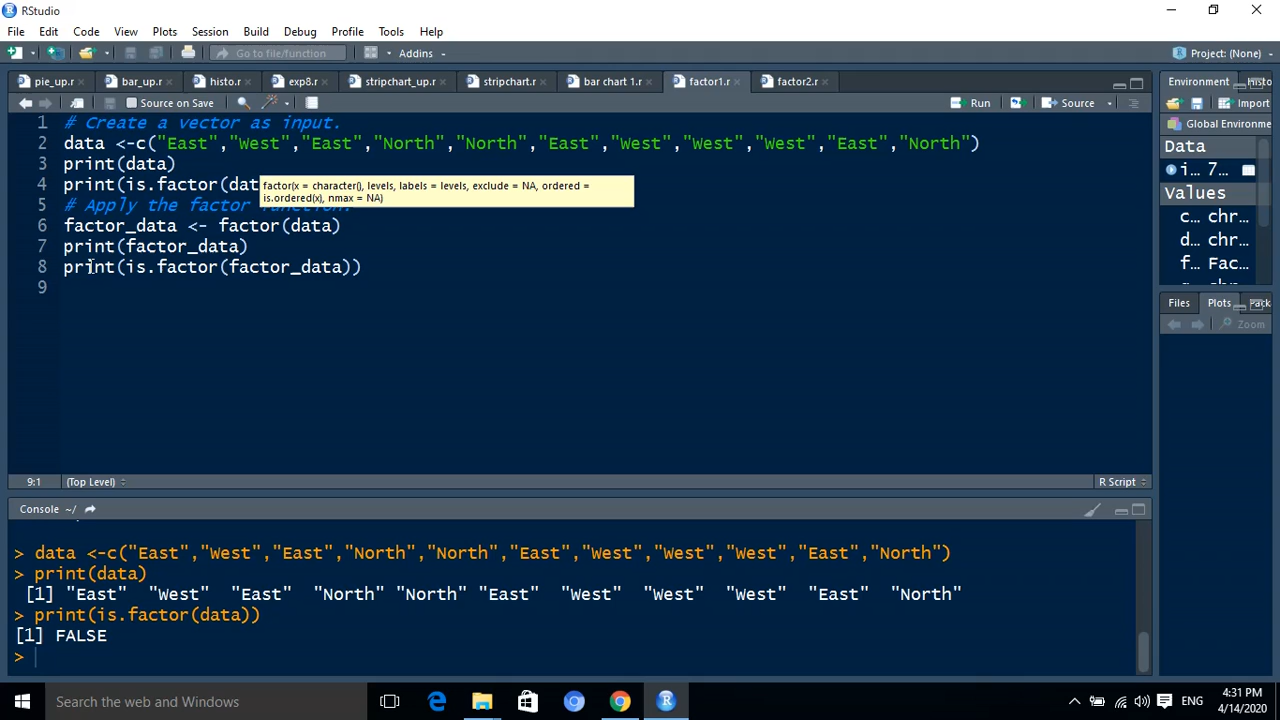 RStudio
File Edit Code View Plots Session Build Debug Profile Tools Help
Go to file/function Addins Project: (None)
pie_up.r bar_up.r histo.r exp8.r stripchart_up.r stripchart.r bar chart 1.r factor1.r factor2.r
Source on Save Run Source
1 # Create a vector as input.
2 data <-c("East","West","East","North","North","East","West","West","West","East","North")
3 print(data)
4 print(is.factor(dat
factor(x = character(), levels, labels = levels, exclude = NA, ordered =
is.ordered(x), nmax = NA)
5 # Apply the factor function.
6 factor_data <- factor(data)
7 print(factor_data)
8 print(is.factor(factor_data))
9
9:1 (Top Level) R Script
Console ~/
> data <-c("East","West","East","North","North","East","West","West","West","East","North")
> print(data)
[1] "East" "West" "East" "North" "North" "East" "West" "West" "West" "East" "North"
> print(is.factor(data))
[1] FALSE
>
Environment
Import
Global Environme
Data
i... 7...
Values
c... chr...
d... chr...
f... Fac...
Files Plots Pack
Zoom
Search the web and Windows
ENG
4:31 PM
4/14/2020